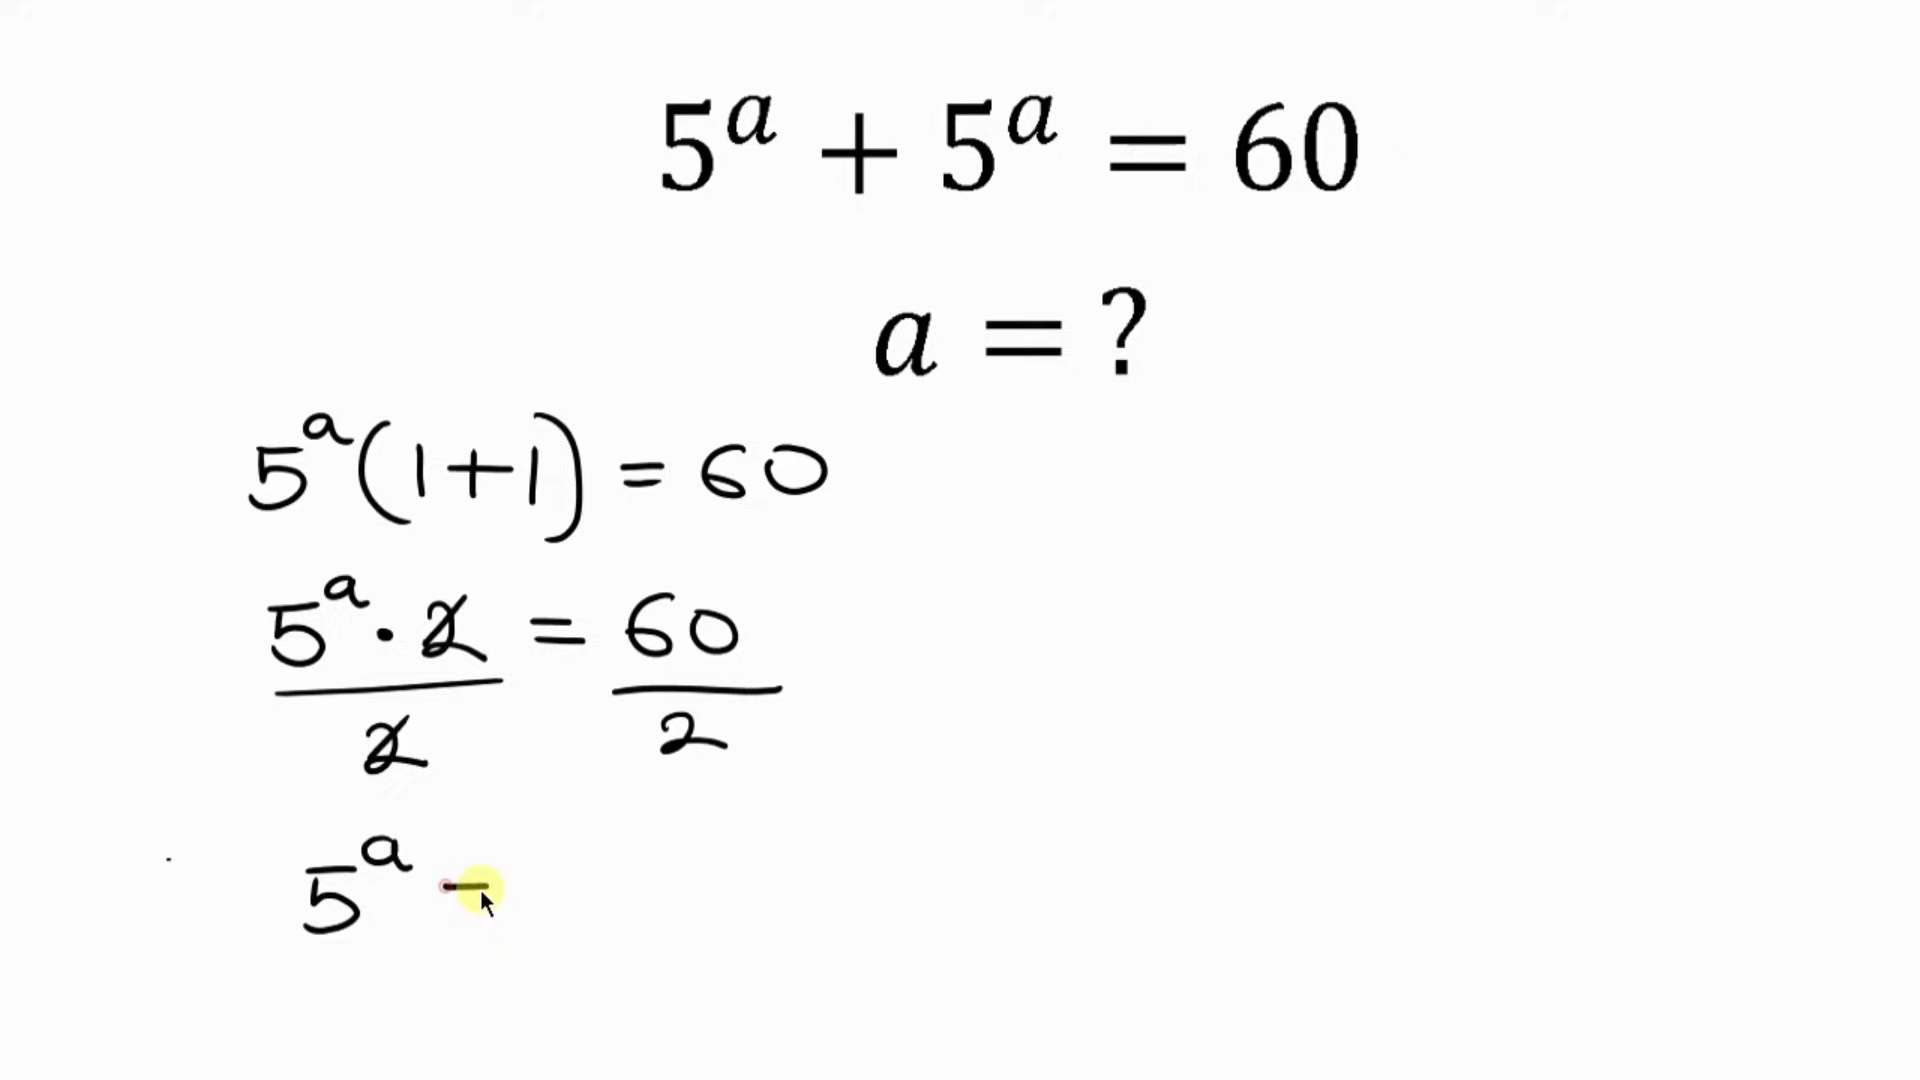 5^a + 5^a = 60
a = ?
5^a (1+1) = 60
5^a · 2 = 60
2 2
5^a -